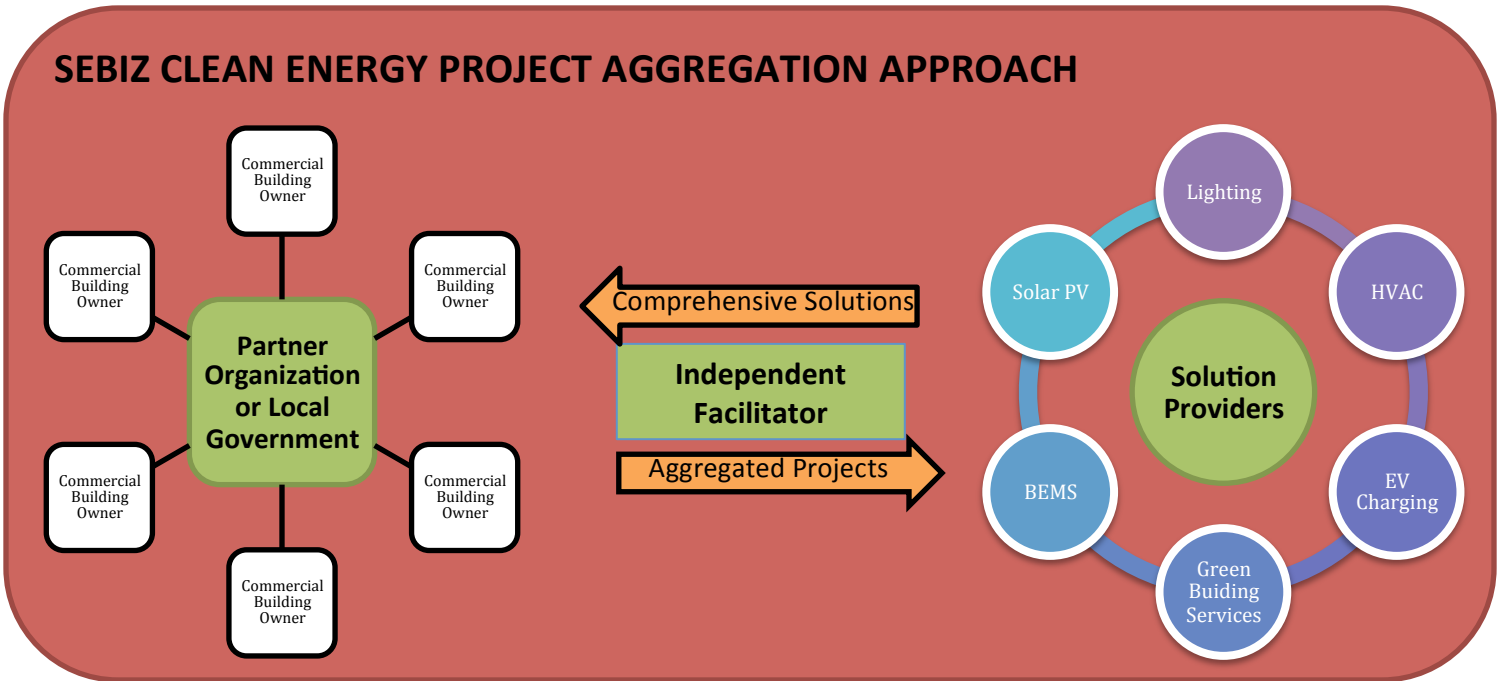 SEBIZ CLEAN ENERGY PROJECT AGGREGATION APPROACH
Commercial
Building
Owner
Commercial
Building
Owner
Commercial
Building
Owner
Partner
Organization
or Local
Government
Commercial
Building
Owner
Commercial
Building
Owner
Commercial
Building
Owner
Comprehensive Solutions
Independent
Facilitator
Aggregated Projects
Lighting
Solar PV
HVAC
Solution
Providers
BEMS
EV
Charging
Green
Buiding
Services